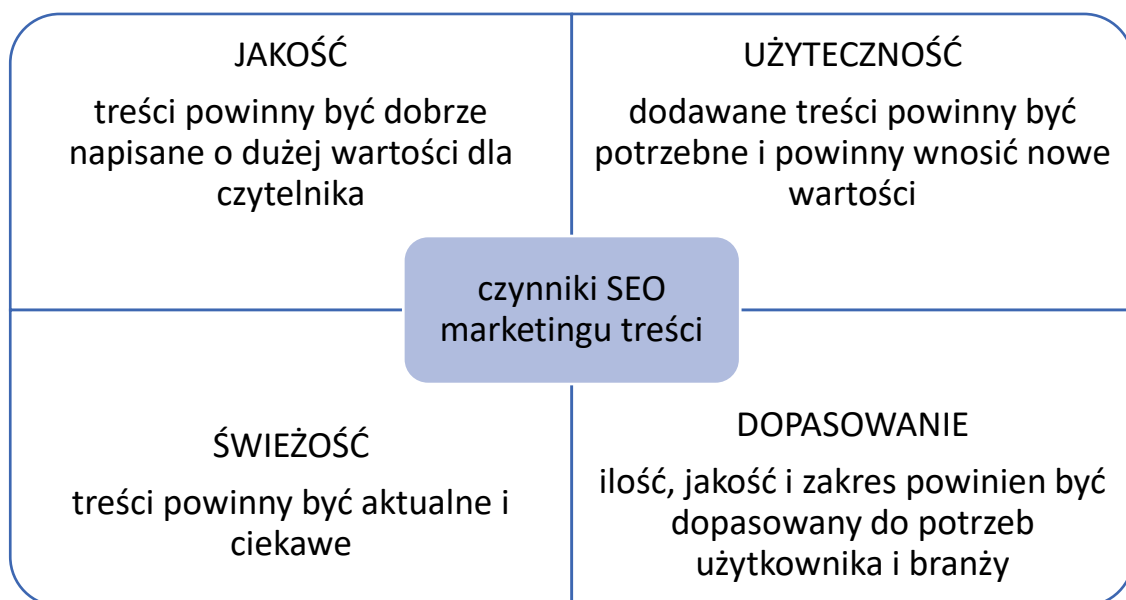 JAKOŚĆ
treści powinny być dobrze
napisane o dużej wartości dla
czytelnika
UŻYTECZNOŚĆ
dodawane treści powinny być
potrzebne i powinny wnosić nowe
wartości
czynniki SEO
marketingu treści
ŚWIEŻOŚĆ
treści powinny być aktualne i
ciekawe
DOPASOWANIE
ilość, jakość i zakres powinien być
dopasowany do potrzeb
użytkownika i branży